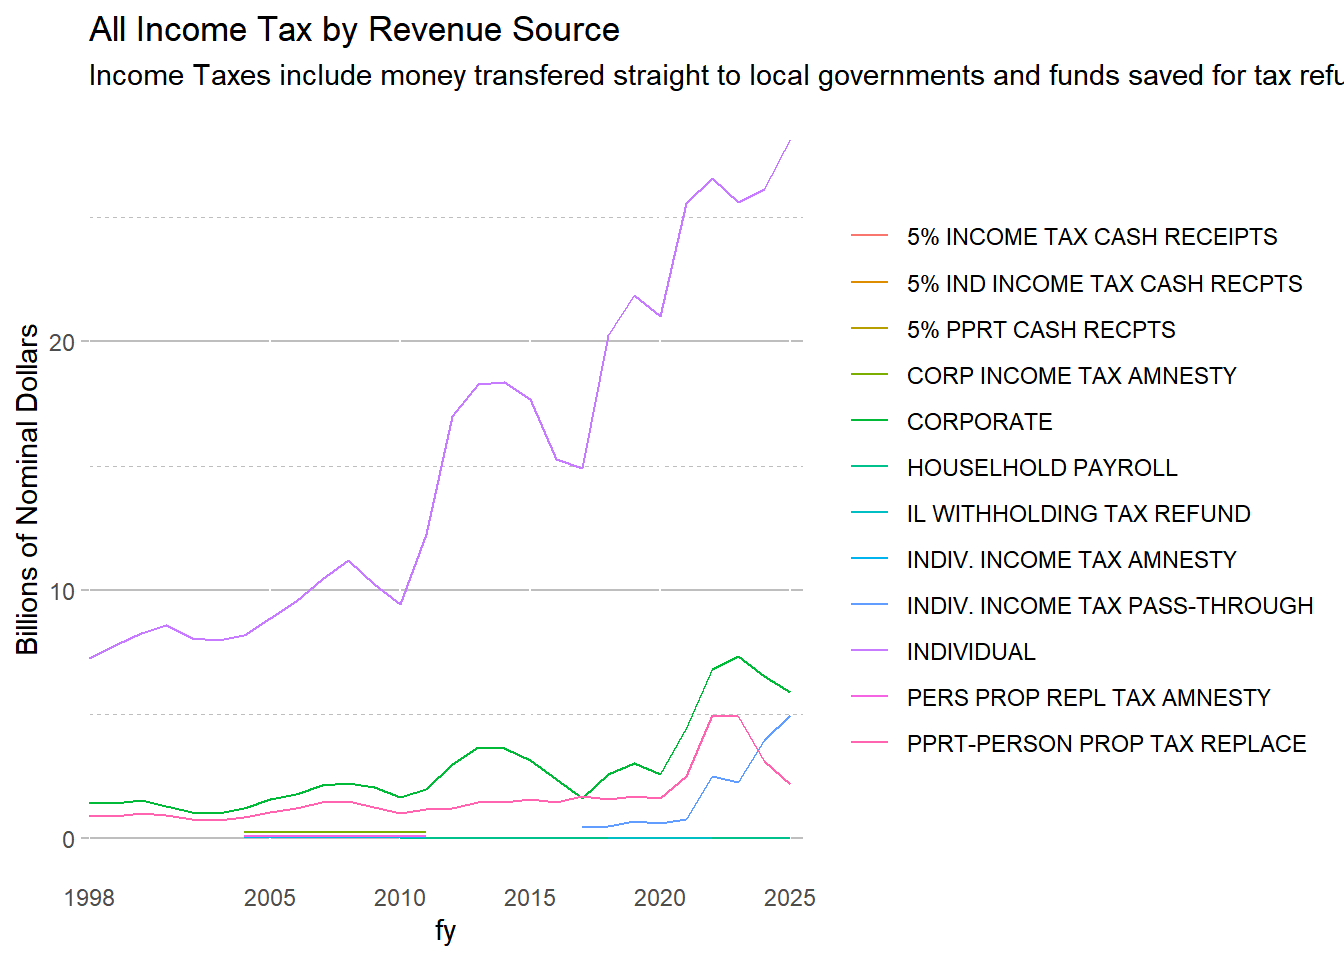 All Income Tax by Revenue Source
Income Taxes include money transfered straight to local governments and funds saved for tax refu
Billions of Nominal Dollars
20
10
0
1998 2005 2010 2015 2020 2025
fy
5% INCOME TAX CASH RECEIPTS
5% IND INCOME TAX CASH RECPTS
5% PPRT CASH RECPTS
CORP INCOME TAX AMNESTY
CORPORATE
HOUSELHOLD PAYROLL
IL WITHHOLDING TAX REFUND
INDIV. INCOME TAX AMNESTY
INDIV. INCOME TAX PASS-THROUGH
INDIVIDUAL
PERS PROP REPL TAX AMNESTY
PPRT-PERSON PROP TAX REPLACE